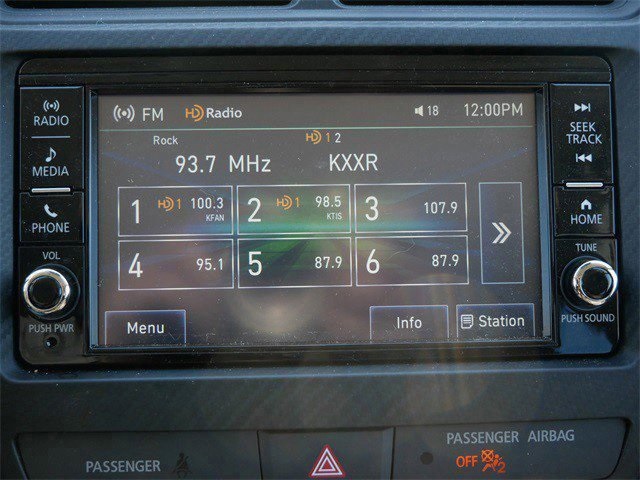 RADIO
MEDIA
PHONE
VOL
PUSH PWR
FM HD Radio 18 12:00PM
Rock HD 1 2
93.7 MHz KXXR
1 HD 1 100.3 KFAN
2 HD 1 98.5 KTIS
3 107.9
4 95.1
5 87.9
6 87.9
Menu Info Station
SEEK
TRACK
HOME
TUNE
PUSH SOUND
PASSENGER
PASSENGER AIRBAG
OFF 2